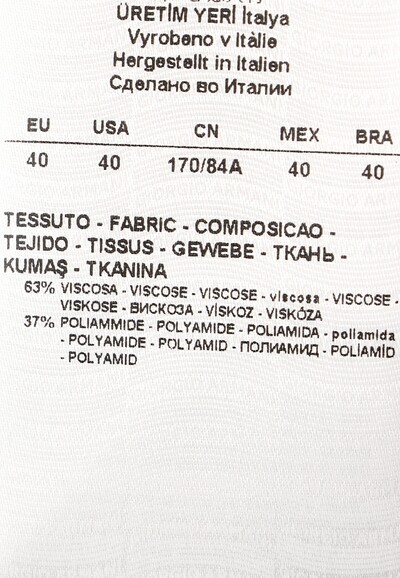 ÜRETİM YERİ İtalya
Vyrobeno v Itálie
Hergestellt in Italien
Сделано во Италии
EU USA CN MEX BRA
40 40 170/84A 40 40
TESSUTO - FABRIC - COMPOSICAO -
TEJIDO - TISSUS - GEWEBE - ТКАНЬ -
KUMAŞ - TKANINA
63% VISCOSA - VISCOSE - VISCOSE - viscosa - VISCOSE -
VISKOSE - ВИСКОЗА - VİSKOZ - VISKÓZA
37% POLIAMMIDE - POLYAMIDE - POLIAMIDA - poliamida
- POLYAMIDE - POLYAMID - ПОЛИАМИД - POLİAMİD
- POLYAMID